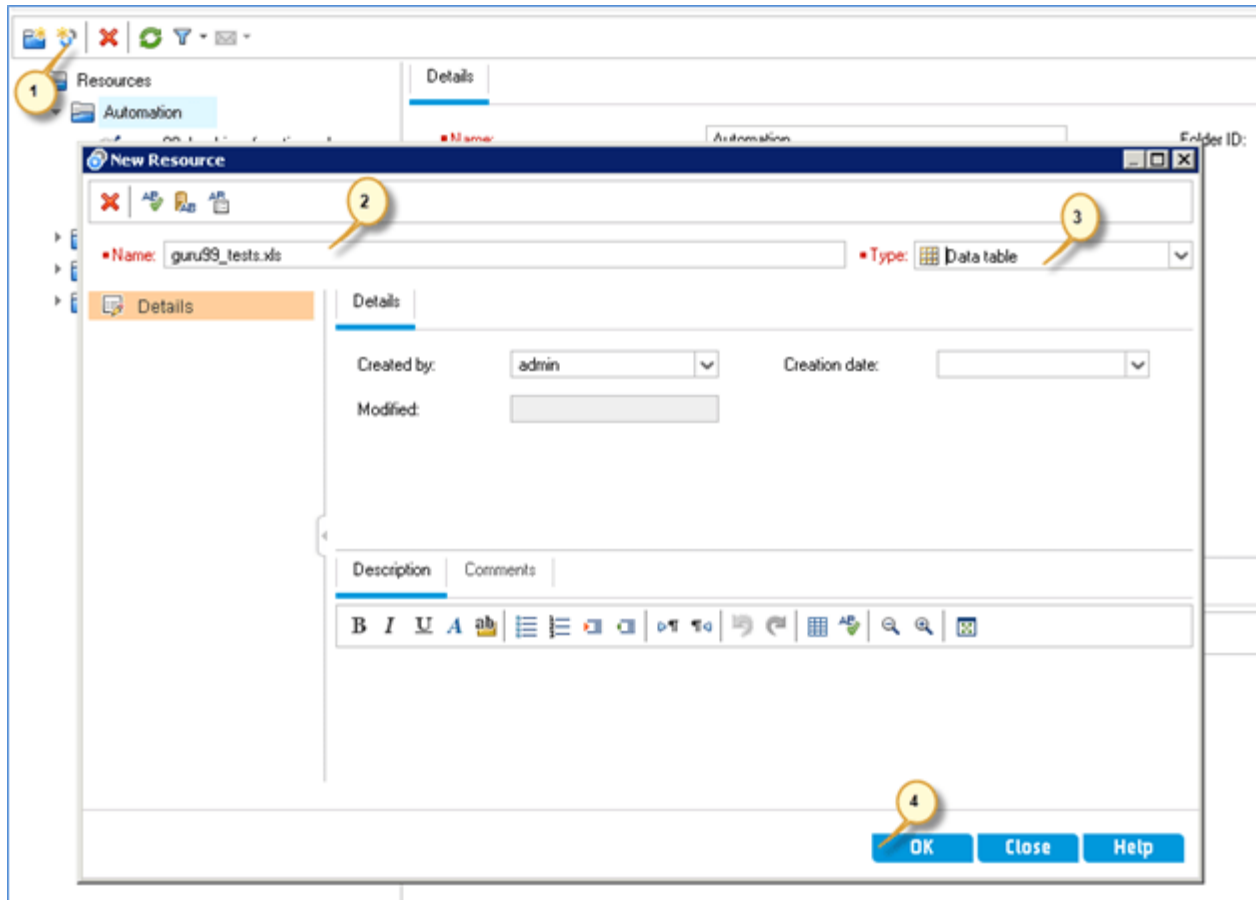 1
Resources
Details
Automation
Name:
Automation
Folder ID:
New Resource
2
3
Name: guru99_tests.xls
Type: Data table
Details
Details
Created by: admin
Creation date:
Modified:
Description Comments
B I U A ab
4
OK Close Help